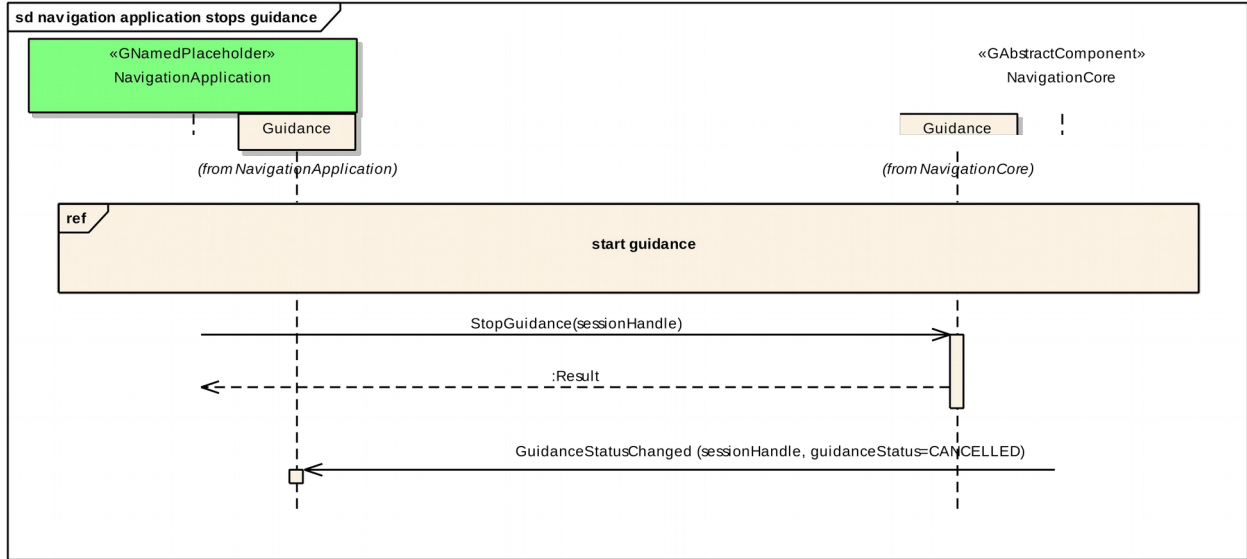 sd navigation application stops guidance
«GNamedPlaceholder»
NavigationApplication
«GAbstractComponent»
NavigationCore
Guidance
Guidance
(from NavigationApplication)
(from NavigationCore)
ref
start guidance
StopGuidance(sessionHandle)
:Result
GuidanceStatusChanged (sessionHandle, guidanceStatus=CANCELLED)